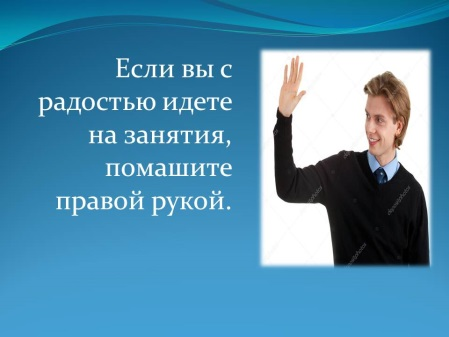 Если вы с
радостью идете
на занятия,
помашите
правой рукой.